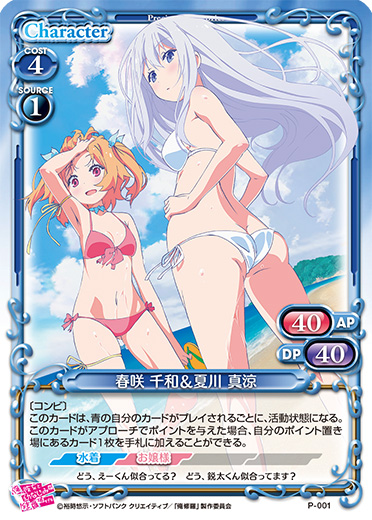 Character
COST
4
SOURCE
1
40 AP
DP 40
春咲 千和&夏川 真涼
［コンビ］
このカードは、青の自分のカードがプレイされるごとに、活動状態になる。
このカードがアプローチでポイントを与えた場合、自分のポイント置き
場にあるカード1枚を手札に加えることができる。
水着 お嬢様
どう、えーくん似合ってる？　どう、鋭太くん似合ってます？
©裕時悠示・ソフトバンク クリエイティブ/「俺修羅」製作委員会
P-001